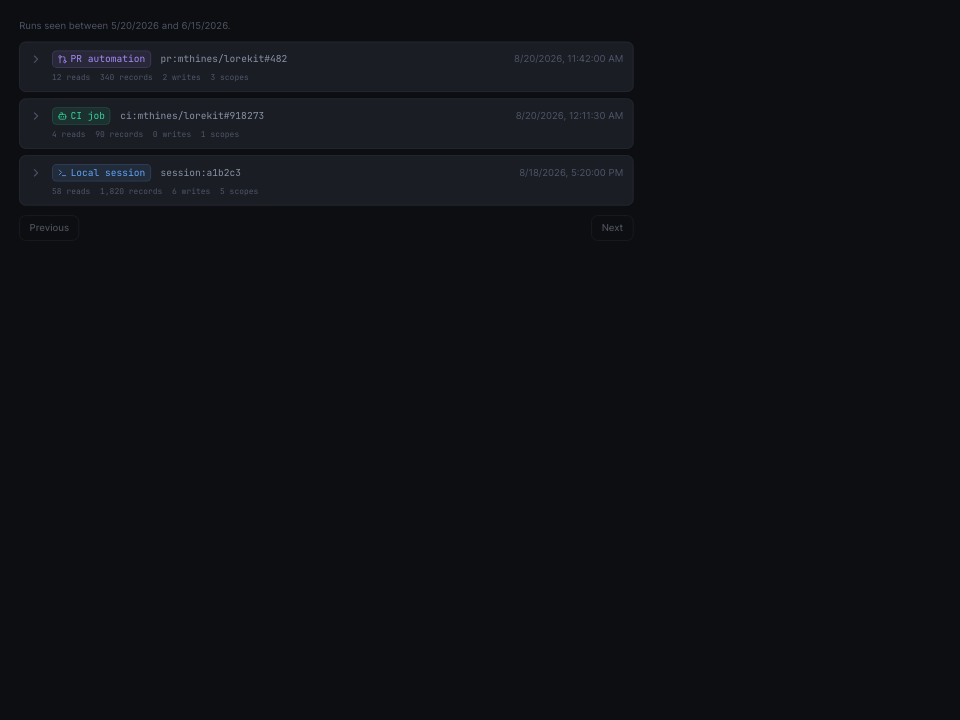 Runs seen between 5/20/2026 and 6/15/2026.
PR automation pr:mthines/lorekit#482 8/20/2026, 11:42:00 AM
12 reads 340 records 2 writes 3 scopes
CI job ci:mthines/lorekit#918273 8/20/2026, 12:11:30 AM
4 reads 90 records 0 writes 1 scopes
Local session session:a1b2c3 8/18/2026, 5:20:00 PM
58 reads 1,820 records 6 writes 5 scopes
Previous Next